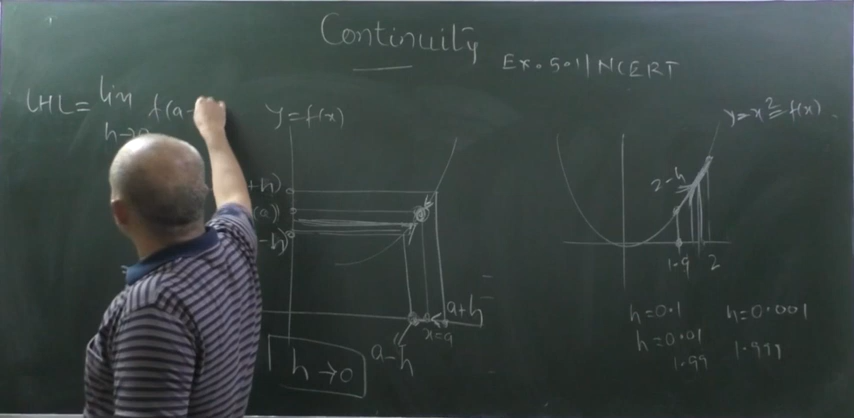 Continuity
Ex. 5.1 | NCERT
LHL = lim f(a-
h→0
y = f(x)
+h)
(a)
-h)
a+h
x=a
a-h
h→0
y = x² = f(x)
2-h
1.9
2
h=0.1
h=0.001
h=0.01
1.99
1.999